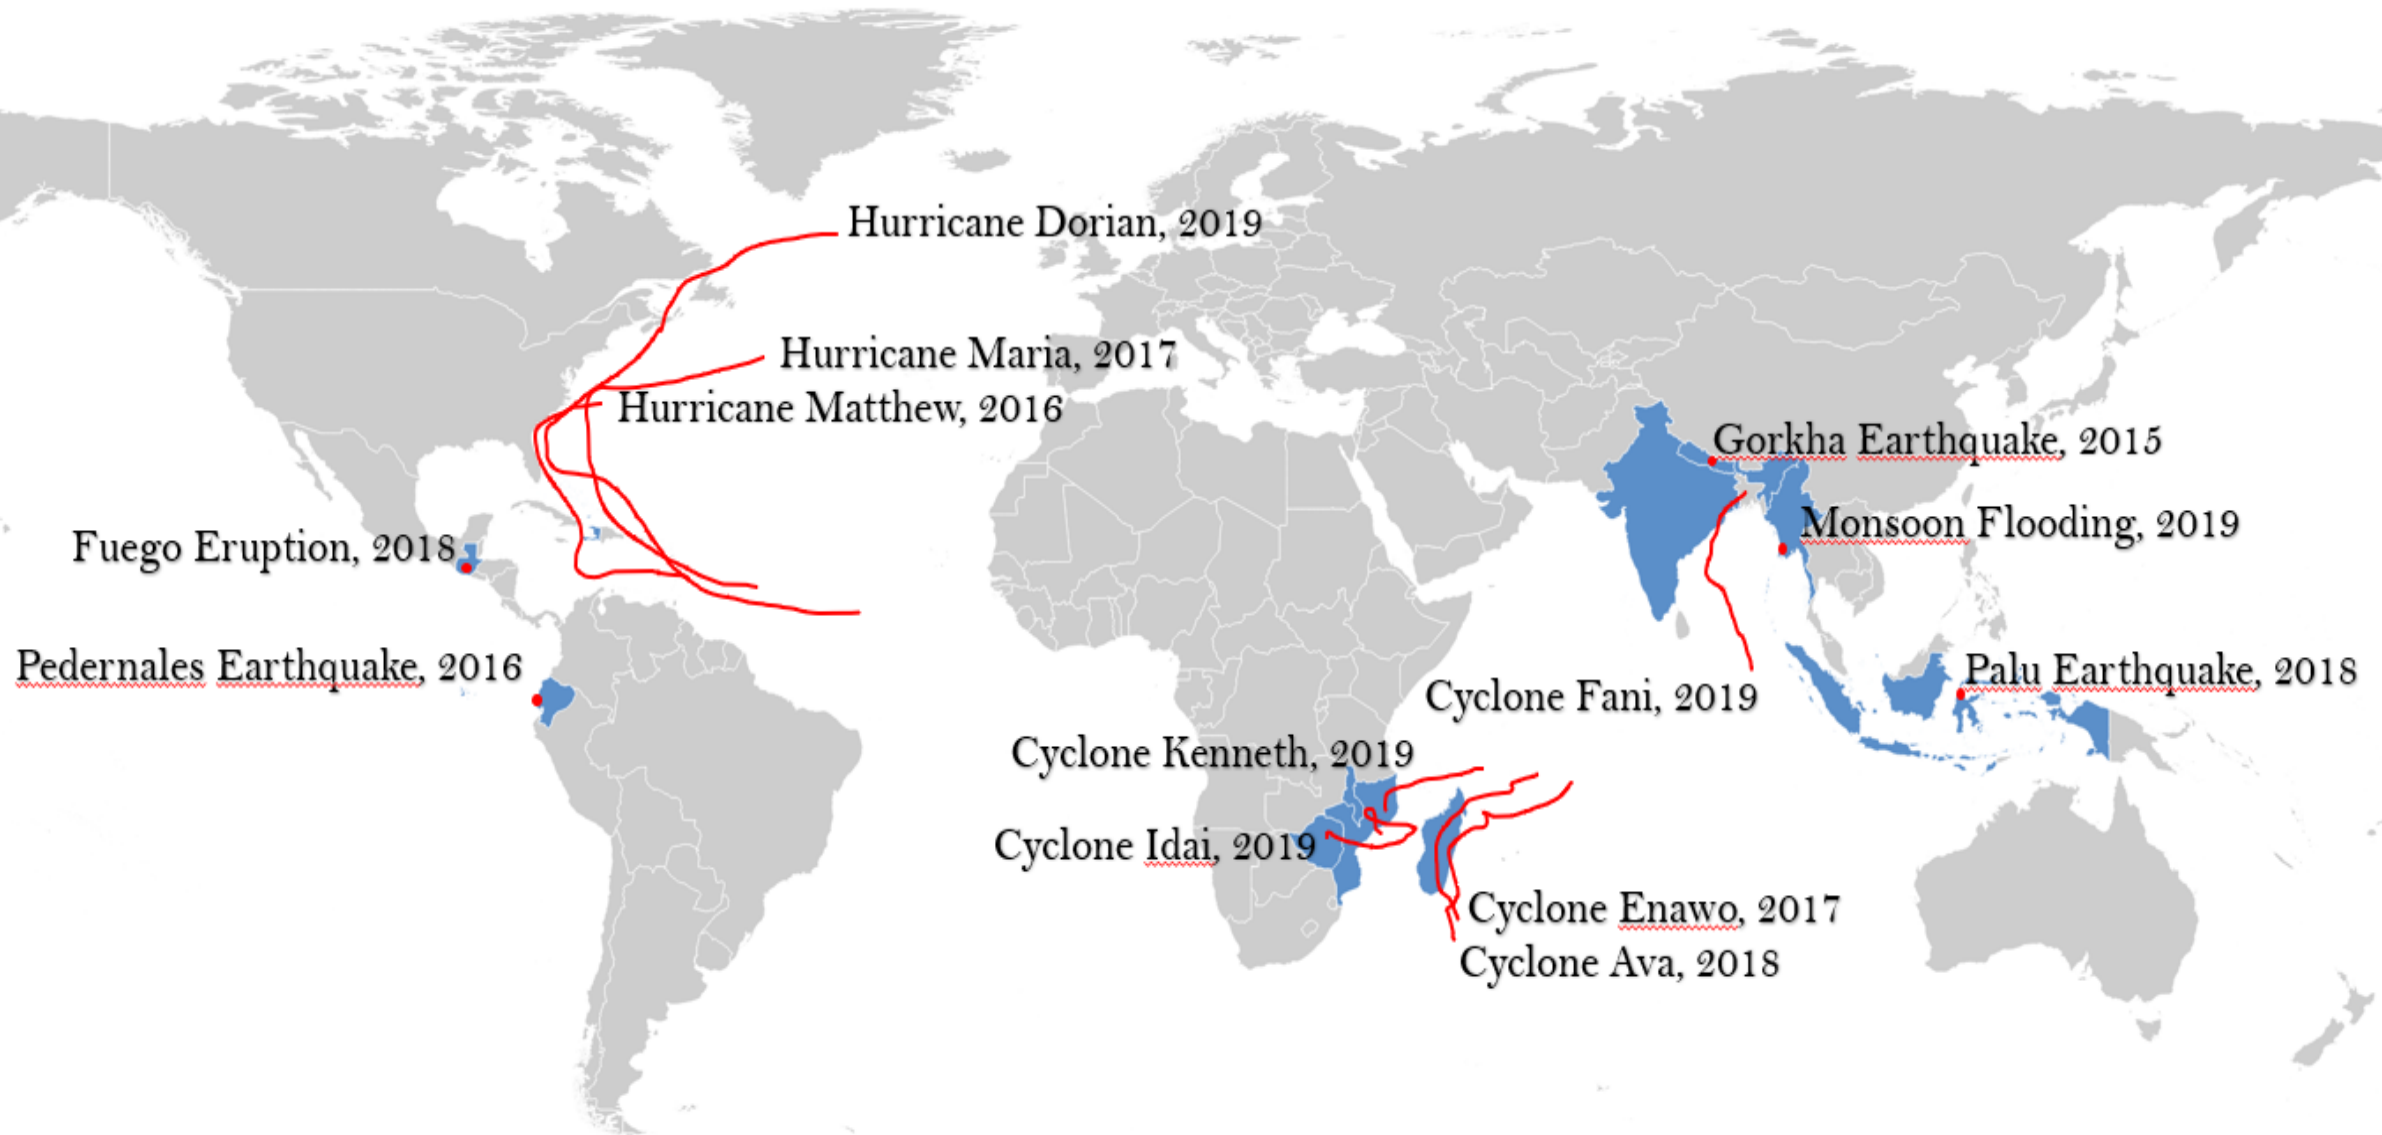 Hurricane Dorian, 2019
Hurricane Maria, 2017
Hurricane Matthew, 2016
Gorkha Earthquake, 2015
Monsoon Flooding, 2019
Fuego Eruption, 2018
Pedernales Earthquake, 2016
Palu Earthquake, 2018
Cyclone Fani, 2019
Cyclone Kenneth, 2019
Cyclone Idai, 2019
Cyclone Enawo, 2017
Cyclone Ava, 2018